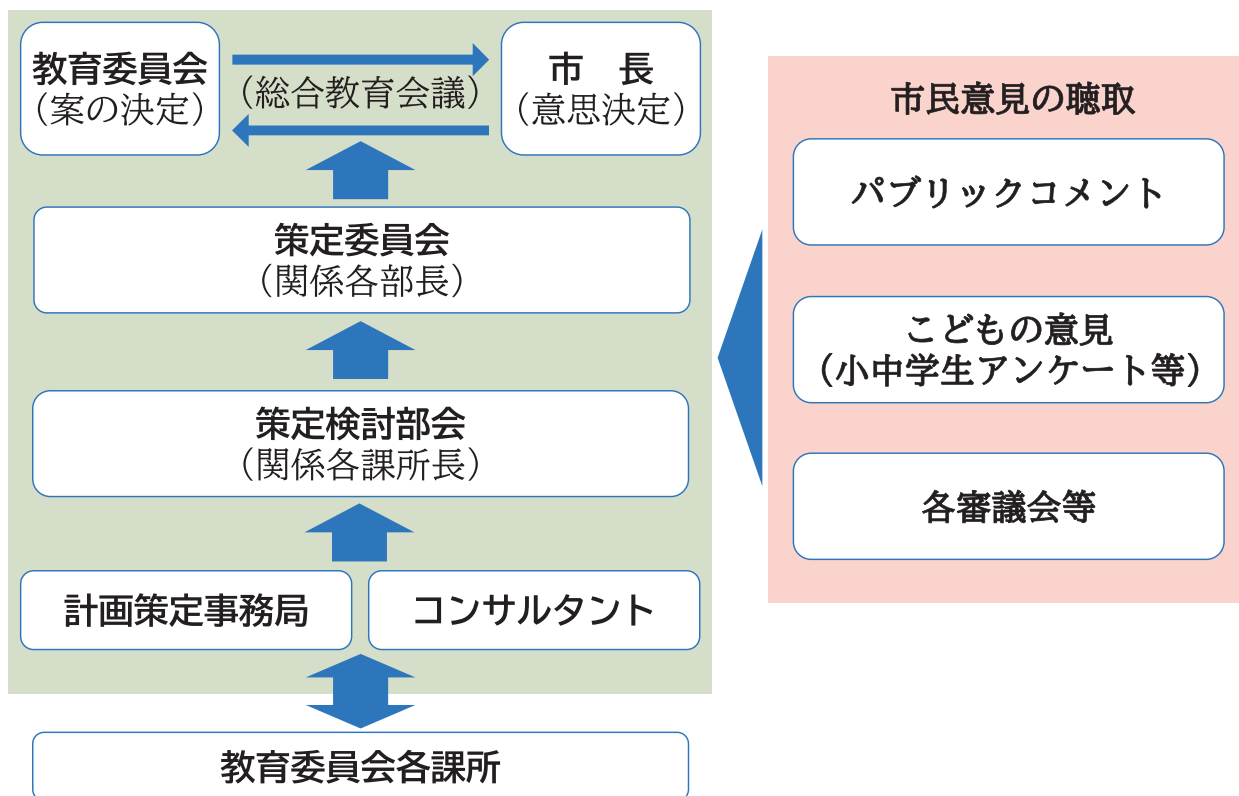 教育委員会
（案の決定）
（総合教育会議）
市　長
（意思決定）
策定委員会
（関係各部長）
策定検討部会
（関係各課所長）
計画策定事務局
コンサルタント
教育委員会各課所
市民意見の聴取
パブリックコメント
こどもの意見
（小中学生アンケート等）
各審議会等